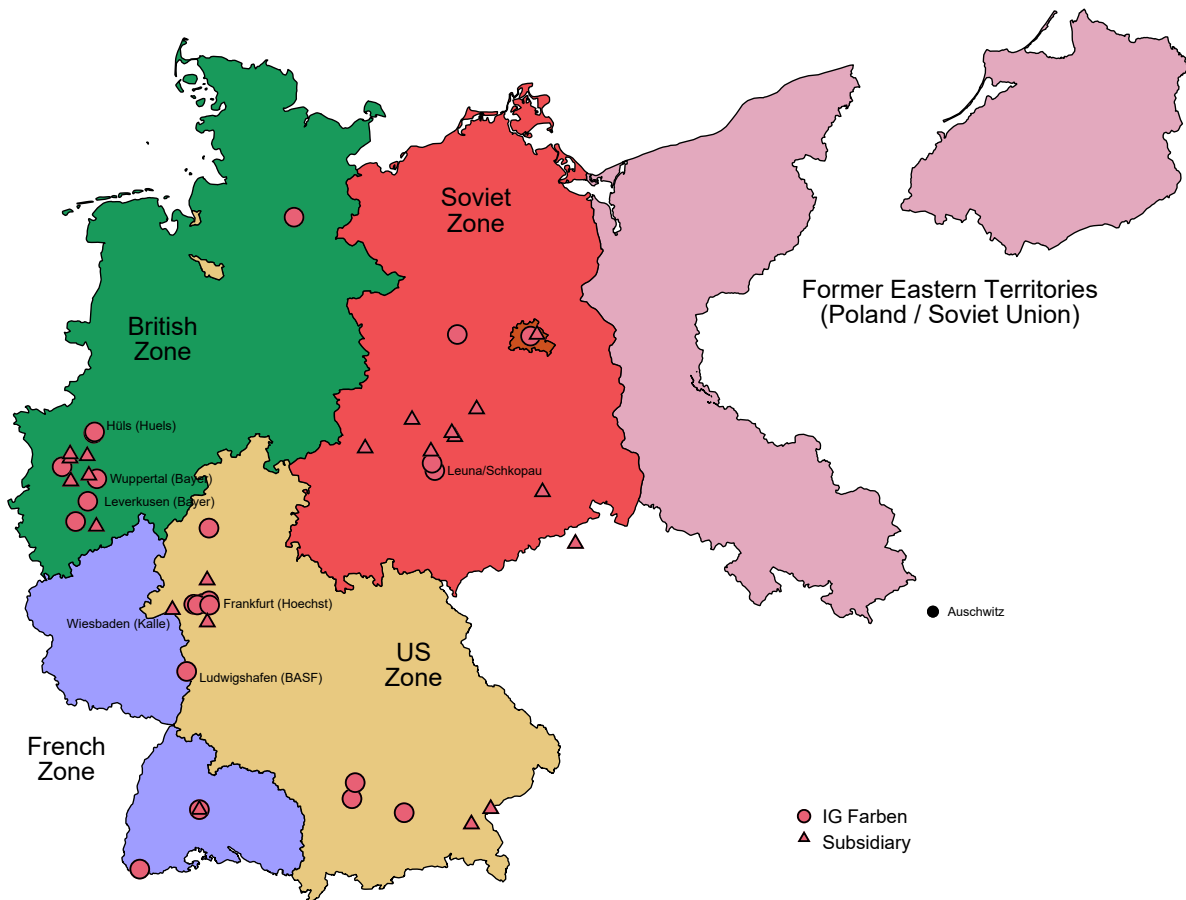 Soviet
Zone
Former Eastern Territories
(Poland / Soviet Union)
British
Zone
Hüls (Huels)
Wuppertal (Bayer)
Leverkusen (Bayer)
Leuna/Schkopau
Frankfurt (Hoechst)
Wiesbaden (Kalle)
Auschwitz
US
Zone
Ludwigshafen (BASF)
French
Zone
IG Farben
Subsidiary